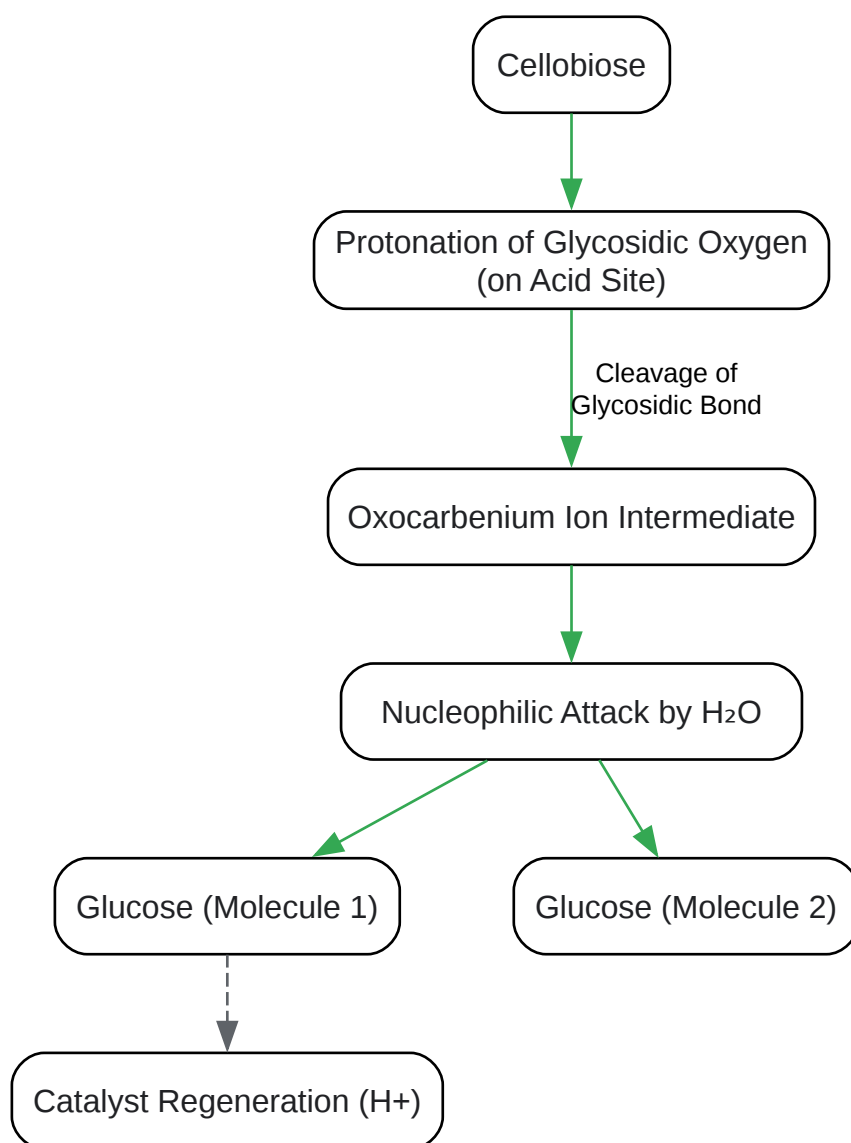 Cellobiose
Protonation of Glycosidic Oxygen
(on Acid Site)
Cleavage of
Glycosidic Bond
Oxocarbenium Ion Intermediate
Nucleophilic Attack by H₂O
Glucose (Molecule 1)
Glucose (Molecule 2)
Catalyst Regeneration (H+)